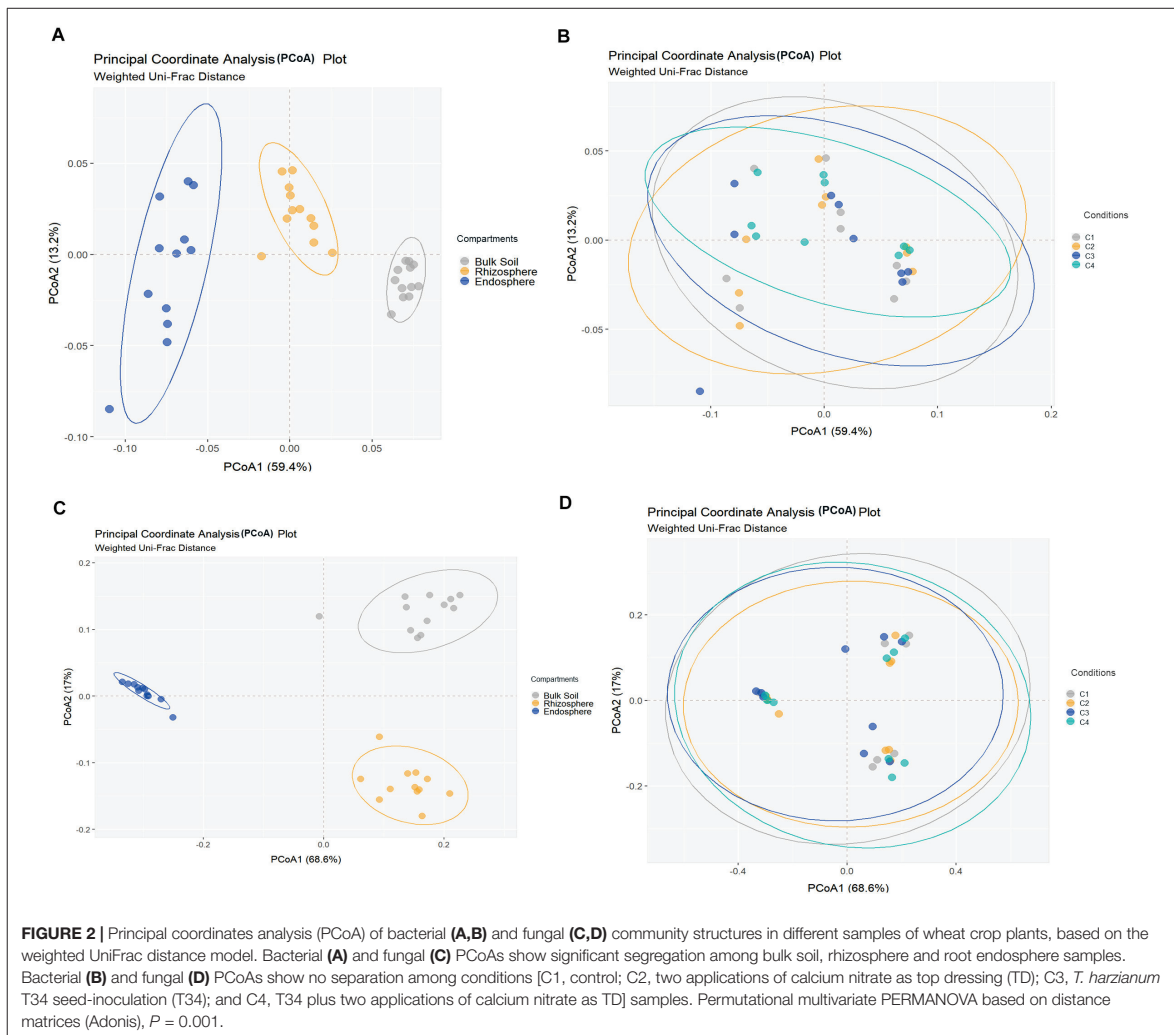 A
Principal Coordinate Analysis (PCoA) Plot
Weighted Uni-Frac Distance
PCoA2 (13.2%)
0.05
0.00
-0.05
-0.10
-0.10
-0.05
0.00
0.05
PCoA1 (59.4%)
Compartments
Bulk Soil
Rhizosphere
Endosphere
B
Principal Coordinate Analysis (PCoA) Plot
Weighted Uni-Frac Distance
PCoA2 (13.2%)
0.05
0.00
-0.05
-0.1
0.0
0.1
0.2
PCoA1 (59.4%)
Conditions
C1
C2
C3
C4
C
Principal Coordinate Analysis (PCoA) Plot
Weighted Uni-Frac Distance
PCoA2 (17%)
0.2
0.1
0.0
-0.1
-0.2
-0.2
0.0
0.2
PCoA1 (68.6%)
Compartments
Bulk Soil
Rhizosphere
Endosphere
D
Principal Coordinate Analysis (PCoA) Plot
Weighted Uni-Frac Distance
PCoA2 (17%)
0.2
0.0
-0.2
-0.4
0.0
0.4
PCoA1 (68.6%)
Conditions
C1
C2
C3
C4
FIGURE 2 | Principal coordinates analysis (PCoA) of bacterial (A,B) and fungal (C,D) community structures in different samples of wheat crop plants, based on the
weighted UniFrac distance model. Bacterial (A) and fungal (C) PCoAs show significant segregation among bulk soil, rhizosphere and root endosphere samples.
Bacterial (B) and fungal (D) PCoAs show no separation among conditions [C1, control; C2, two applications of calcium nitrate as top dressing (TD); C3, T. harzianum
T34 seed-inoculation (T34); and C4, T34 plus two applications of calcium nitrate as TD] samples. Permutational multivariate PERMANOVA based on distance
matrices (Adonis), P = 0.001.